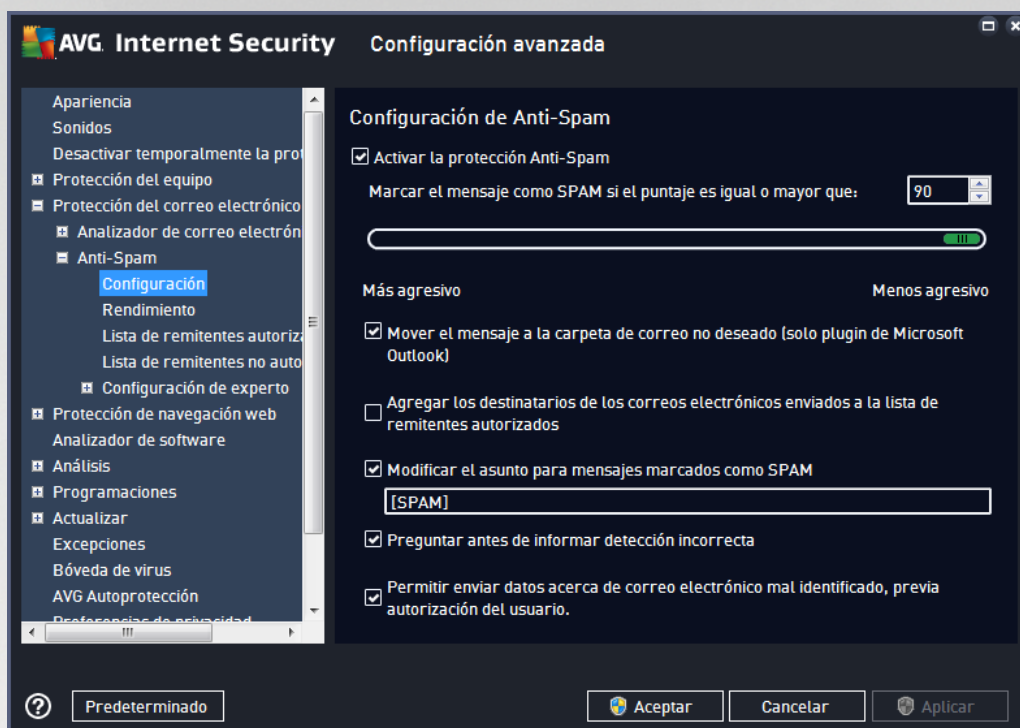 AVG. Internet Security
Configuración avanzada
Apariencia
Sonidos
Desactivar temporalmente la prot
Protección del equipo
Protección del correo electrónico
Analizador de correo electrón
Anti-Spam
Configuración
Rendimiento
Lista de remitentes autoriza
Lista de remitentes no auto
Configuración de experto
Protección de navegación web
Analizador de software
Análisis
Programaciones
Actualizar
Excepciones
Bóveda de virus
AVG Autoprotección
Preferencias de privacidad
Configuración de Anti-Spam
Activar la protección Anti-Spam
Marcar el mensaje como SPAM si el puntaje es igual o mayor que:
90
Más agresivo
Menos agresivo
Mover el mensaje a la carpeta de correo no deseado (solo plugin de Microsoft
Outlook)
Agregar los destinatarios de los correos electrónicos enviados a la lista de
remitentes autorizados
Modificar el asunto para mensajes marcados como SPAM
[SPAM]
Preguntar antes de informar detección incorrecta
Permitir enviar datos acerca de correo electrónico mal identificado, previa
autorización del usuario.
?
Predeterminado
Aceptar
Cancelar
Aplicar